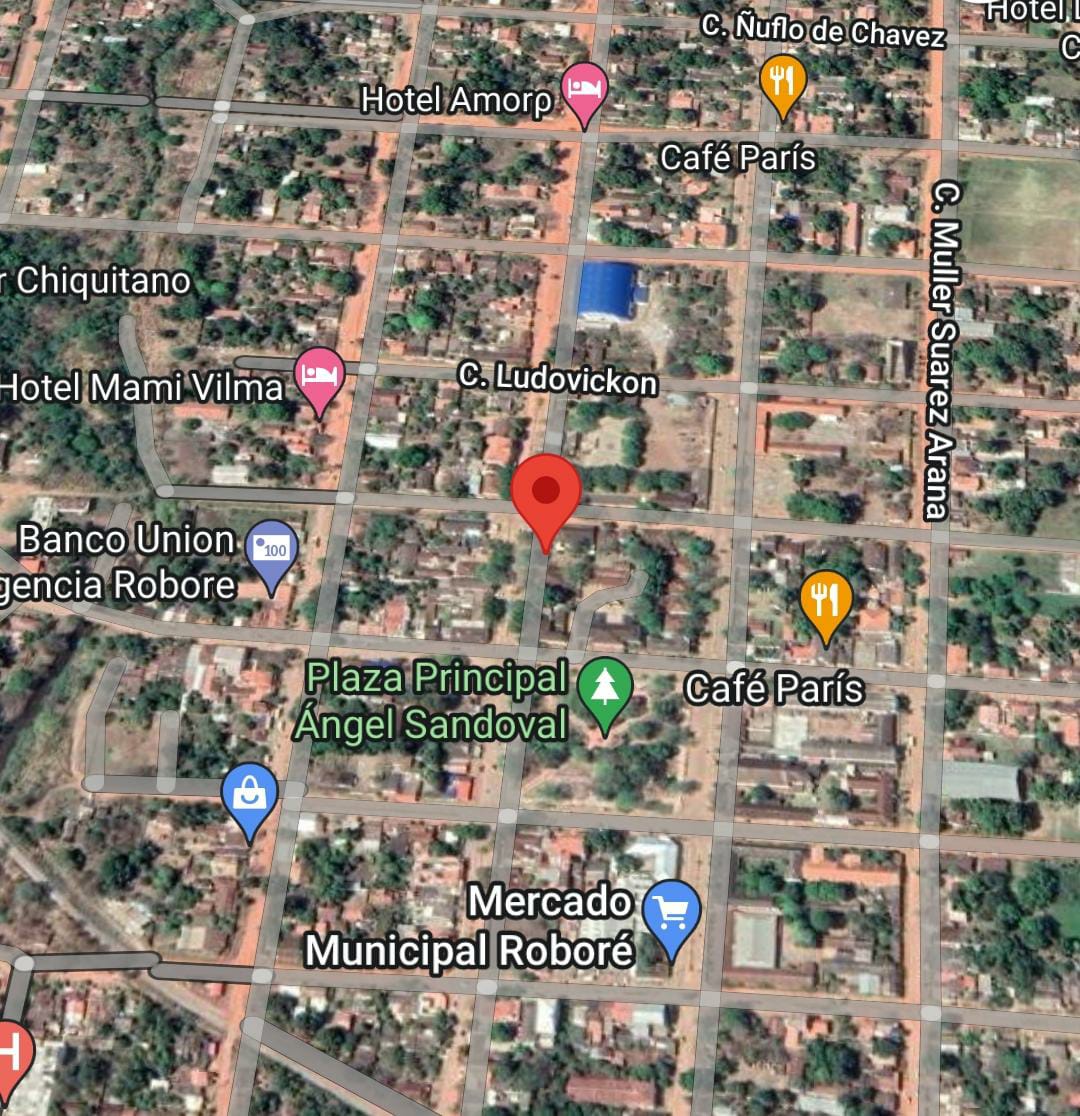 Hotel L
C. Ñuflo de Chavez
C
Hotel Amorp
Café París
C. Muller Suarez Arana
r Chiquitano
C. Ludovickon
Hotel Mami Vilma
Banco Union
gencia Robore
100
Plaza Principal
Ángel Sandoval
Café París
Mercado
Municipal Roboré
H